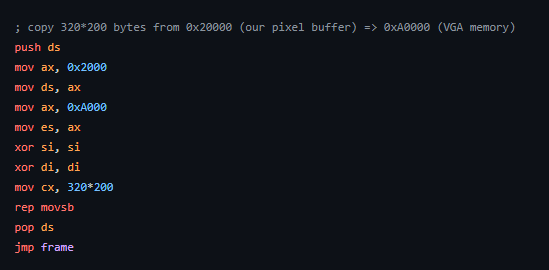 ; copy 320*200 bytes from 0x20000 (our pixel buffer) => 0xA0000 (VGA memory)
push ds
mov ax, 0x2000
mov ds, ax
mov ax, 0xA000
mov es, ax
xor si, si
xor di, di
mov cx, 320*200
rep movsb
pop ds
jmp frame